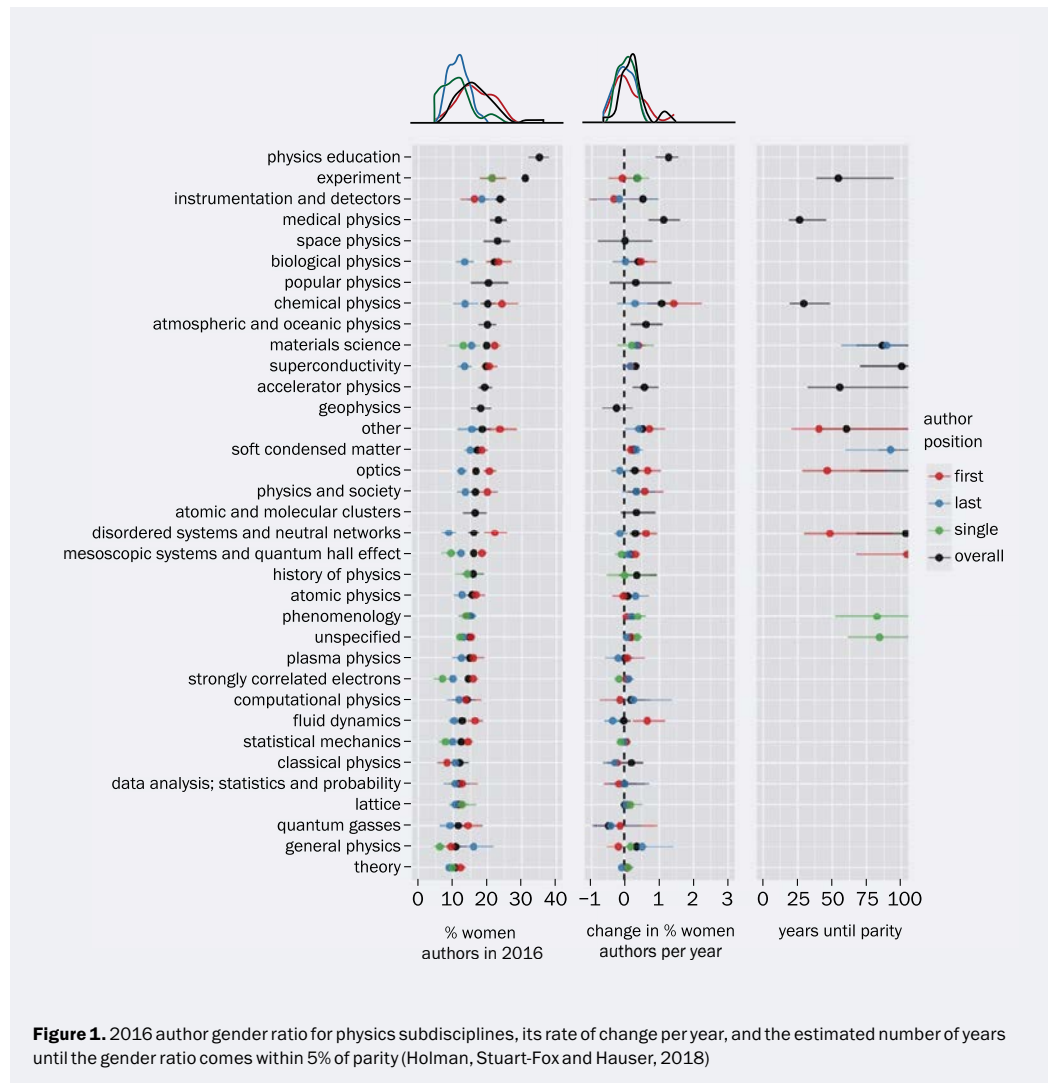 physics education
experiment
instrumentation and detectors
medical physics
space physics
biological physics
popular physics
chemical physics
atmospheric and oceanic physics
materials science
superconductivity
accelerator physics
geophysics
other
soft condensed matter
optics
physics and society
atomic and molecular clusters
disordered systems and neutral networks
mesoscopic systems and quantum hall effect
history of physics
atomic physics
phenomenology
unspecified
plasma physics
strongly correlated electrons
computational physics
fluid dynamics
statistical mechanics
classical physics
data analysis; statistics and probability
lattice
quantum gasses
general physics
theory
0 10 20 30 40
% women
authors in 2016
−1 0 1 2 3
change in % women
authors per year
0 25 50 75 100
years until parity
author
position
first
last
single
overall
Figure 1. 2016 author gender ratio for physics subdisciplines, its rate of change per year, and the estimated number of years
until the gender ratio comes within 5% of parity (Holman, Stuart-Fox and Hauser, 2018)